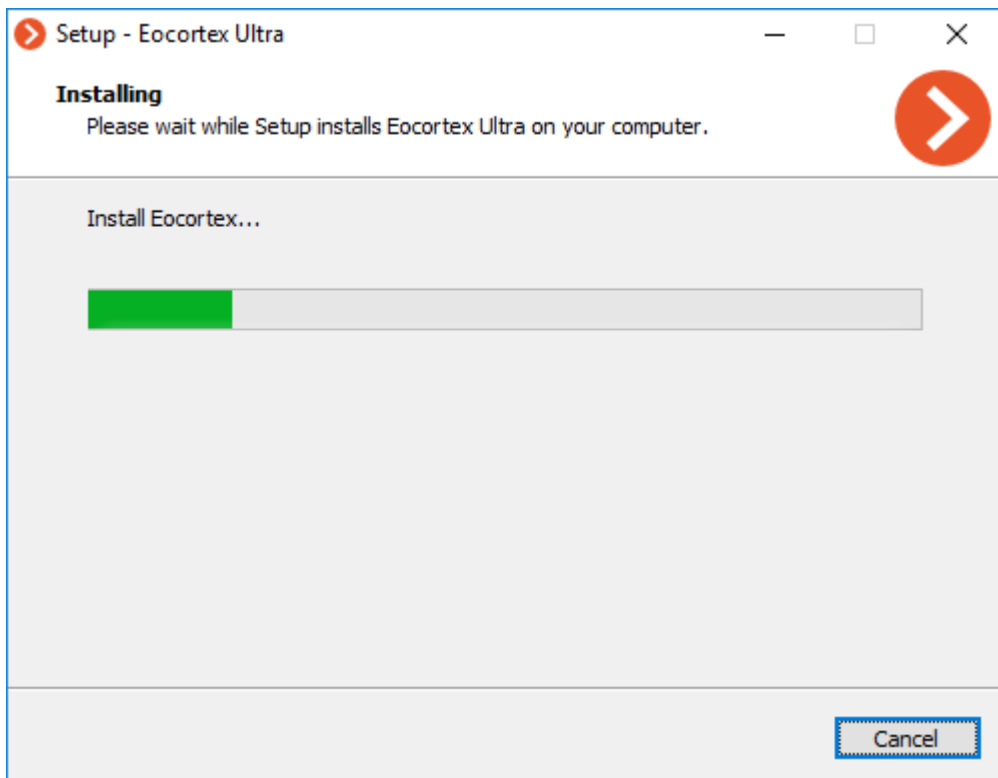 Setup - Eocortex Ultra
Installing
Please wait while Setup installs Eocortex Ultra on your computer.
Install Eocortex...
Cancel